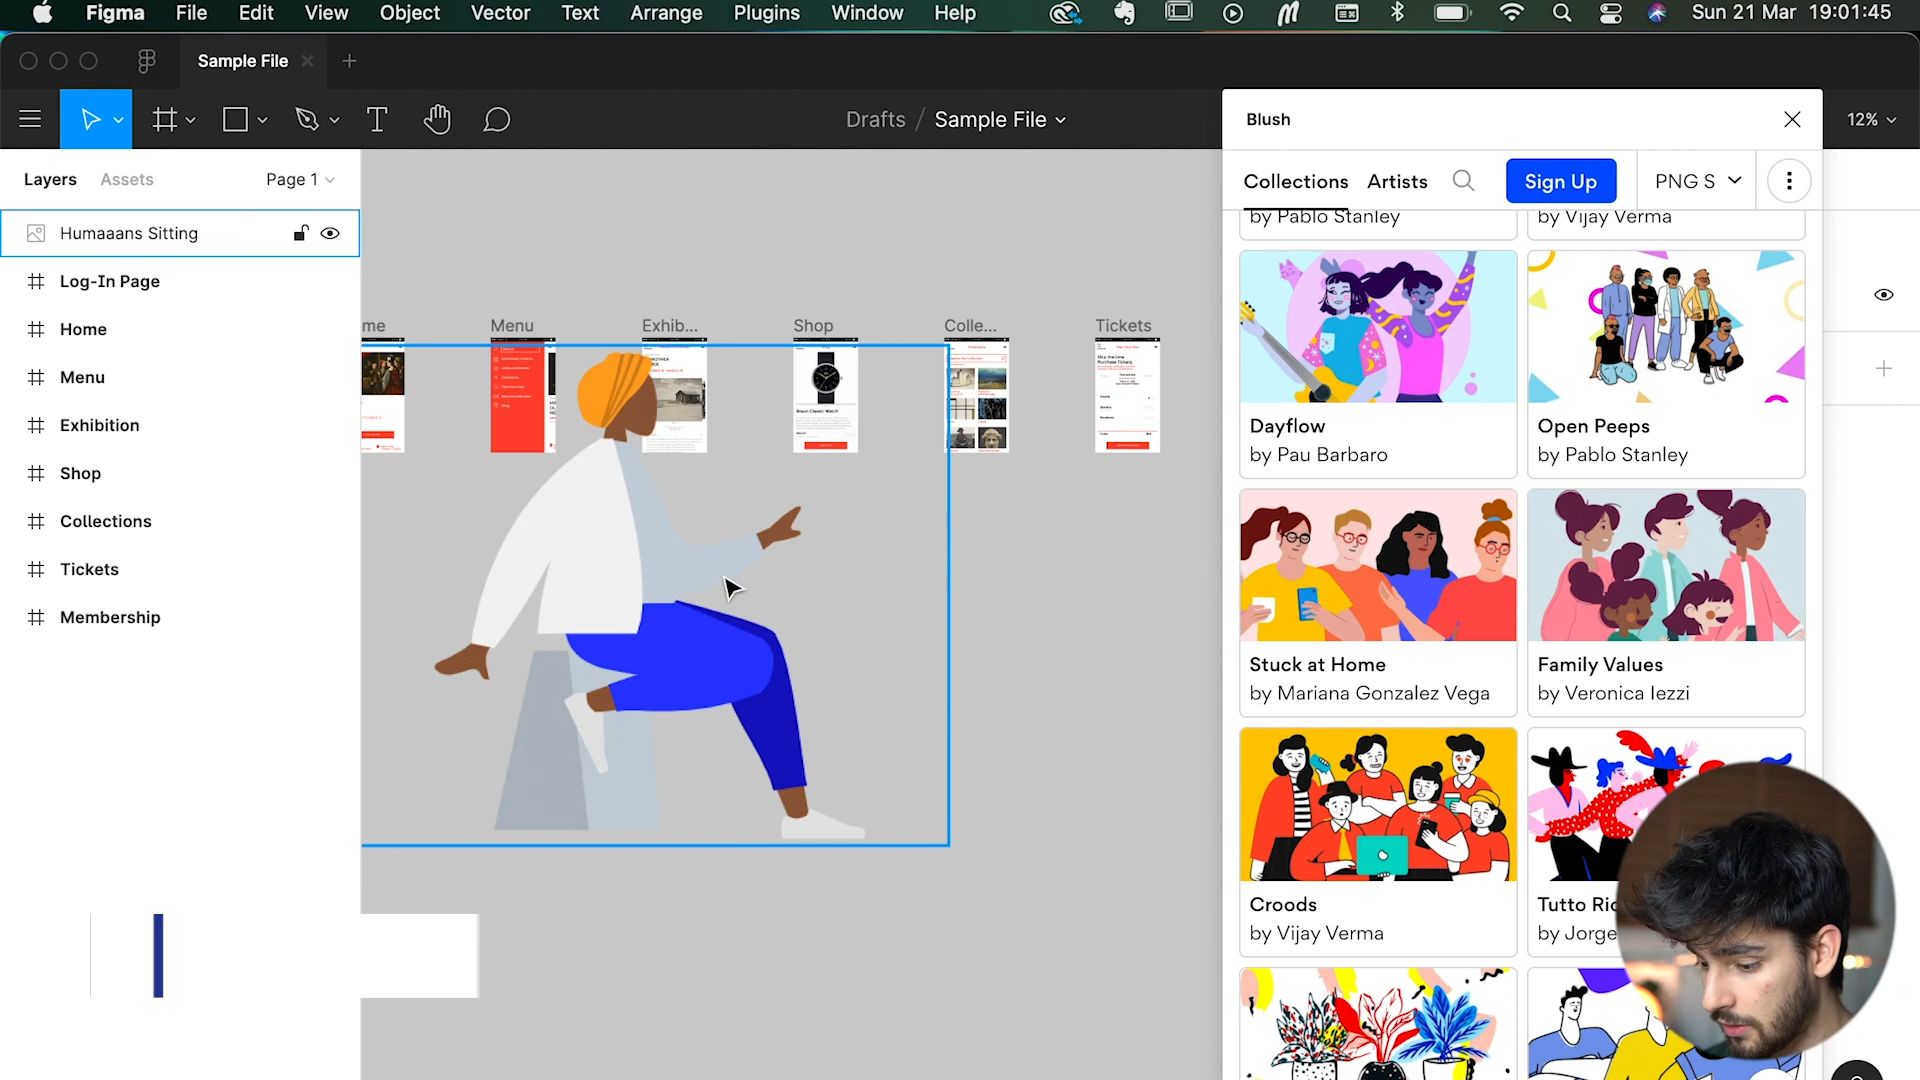 Figma File Edit View Object Vector Text Arrange Plugins Window Help Sun 21 Mar 19:01:45
Sample File
Drafts / Sample File
Blush
12%
Layers Assets Page 1
Collections Artists Sign Up PNG S
by Pablo Stanley
by Vijay Verma
Humaaans Sitting
Log-In Page
Home
Menu
Exhibition
Shop
Collections
Tickets
Membership
me Menu Exhib... Shop Colle... Tickets
Dayflow
by Pau Barbaro
Open Peeps
by Pablo Stanley
Stuck at Home
by Mariana Gonzalez Vega
Family Values
by Veronica Iezzi
Croods
by Vijay Verma
Tutto Ric
by Jorge